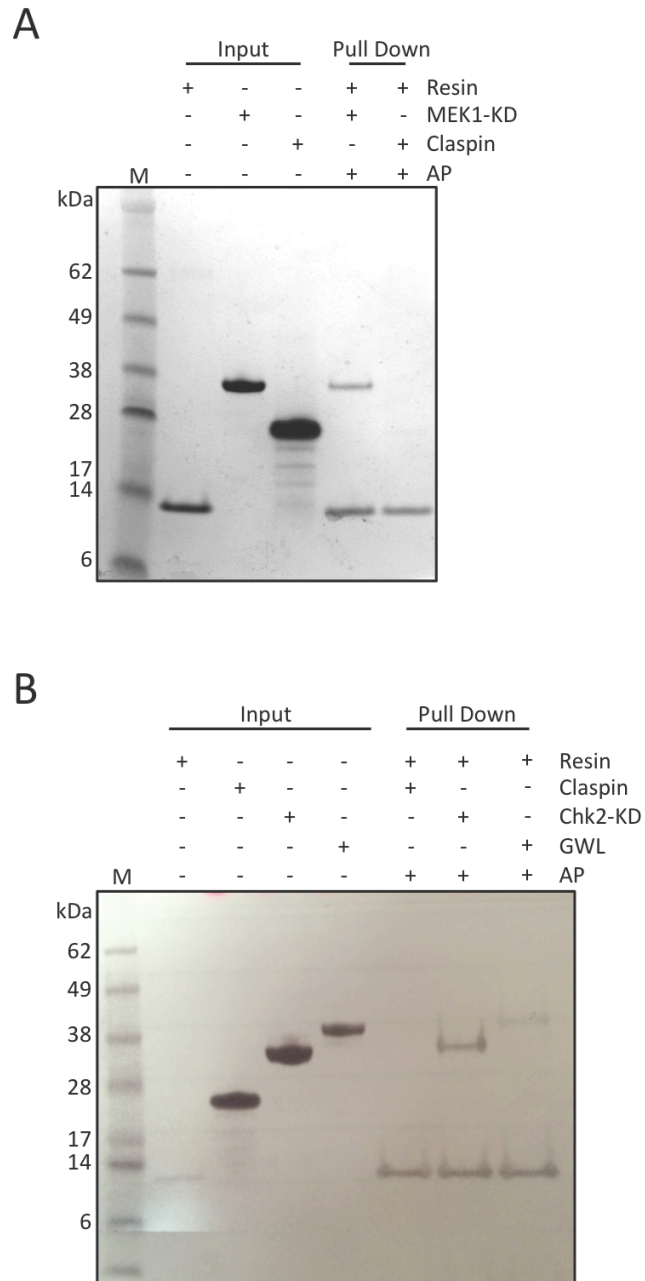 A
Input Pull Down
+ - - + + Resin
- + - + - MEK1-KD
- - + - + Claspin
M - - - + + AP
kDa
62
49
38
28
17
14
6
B
Input Pull Down
+ - - - + + + Resin
- + - - + - - Claspin
- - + - - + - Chk2-KD
- - - + - - + GWL
M - - - - + + + AP
kDa
62
49
38
28
17
14
6